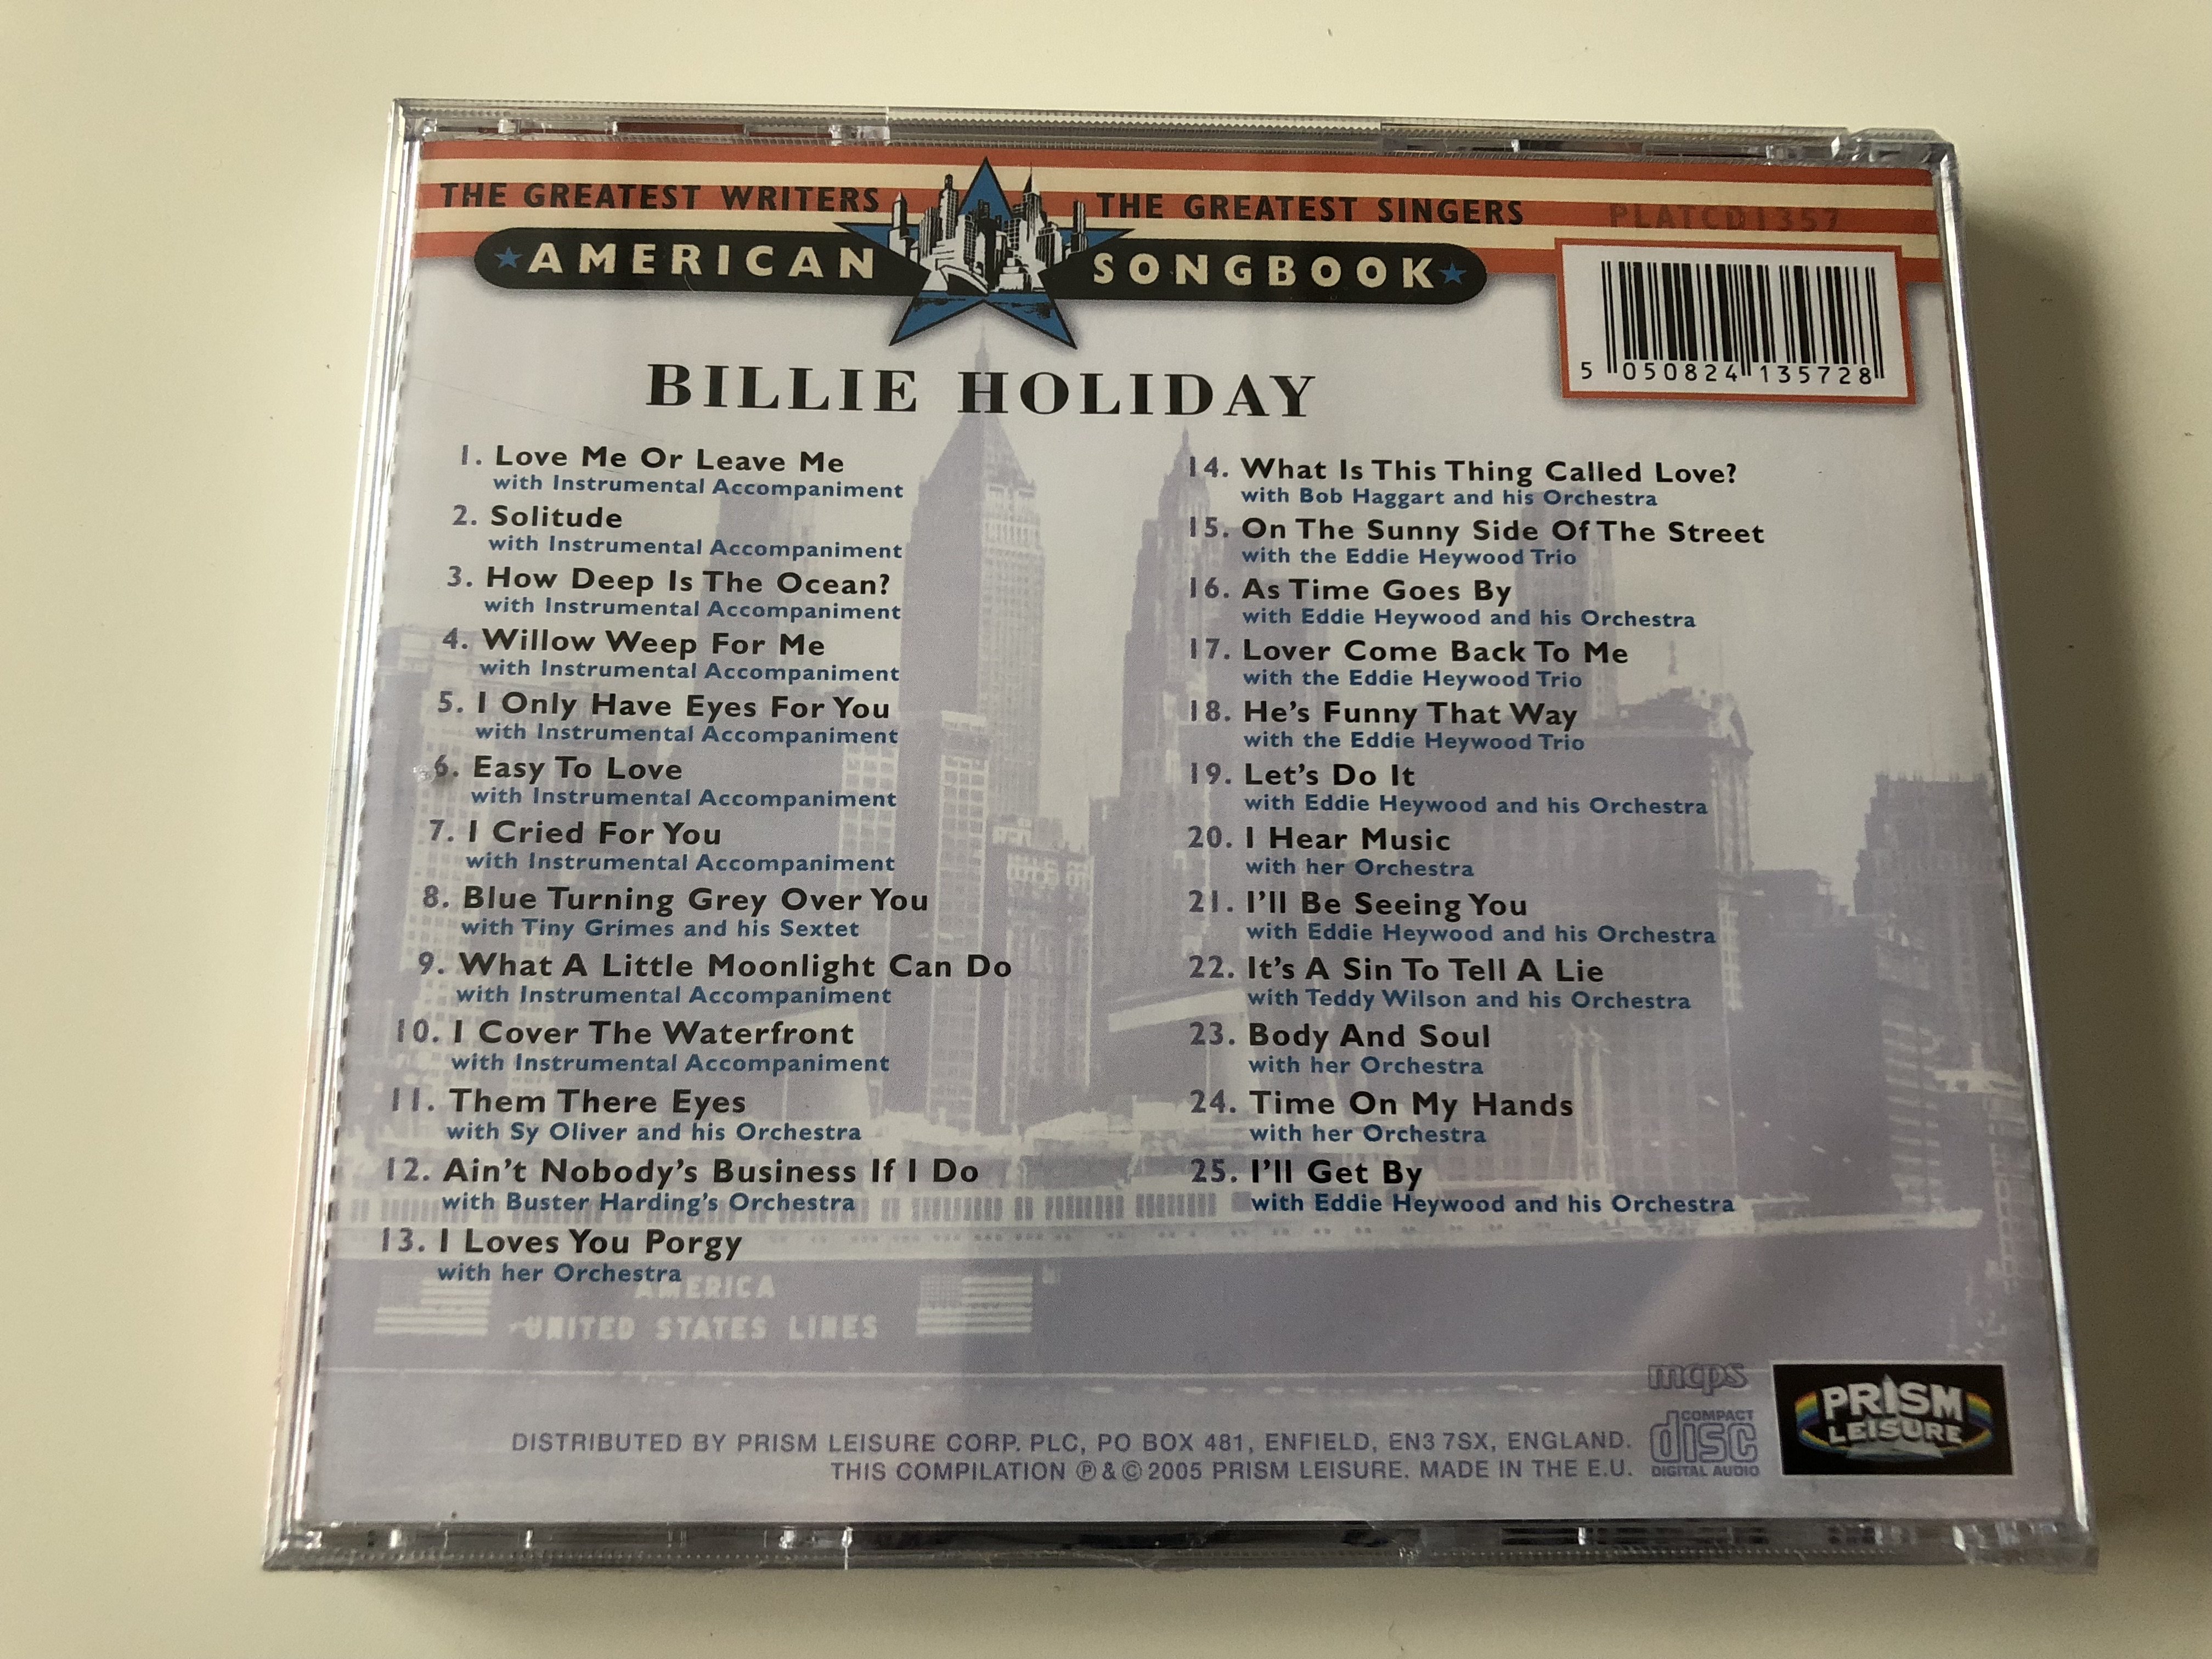 THE GREATEST WRITERS THE GREATEST SINGERS
PLATCD1357
AMERICAN SONGBOOK
5 050824 135728
BILLIE HOLIDAY
1. Love Me Or Leave Me
with Instrumental Accompaniment
2. Solitude
with Instrumental Accompaniment
3. How Deep Is The Ocean?
with Instrumental Accompaniment
4. Willow Weep For Me
with Instrumental Accompaniment
5. I Only Have Eyes For You
with Instrumental Accompaniment
6. Easy To Love
with Instrumental Accompaniment
7. I Cried For You
with Instrumental Accompaniment
8. Blue Turning Grey Over You
with Tiny Grimes and his Sextet
9. What A Little Moonlight Can Do
with Instrumental Accompaniment
10. I Cover The Waterfront
with Instrumental Accompaniment
11. Them There Eyes
with Sy Oliver and his Orchestra
12. Ain't Nobody's Business If I Do
with Buster Harding's Orchestra
13. I Loves You Porgy
with her Orchestra
14. What Is This Thing Called Love?
with Bob Haggart and his Orchestra
15. On The Sunny Side Of The Street
with the Eddie Heywood Trio
16. As Time Goes By
with Eddie Heywood and his Orchestra
17. Lover Come Back To Me
with the Eddie Heywood Trio
18. He's Funny That Way
with the Eddie Heywood Trio
19. Let's Do It
with Eddie Heywood and his Orchestra
20. I Hear Music
with her Orchestra
21. I'll Be Seeing You
with Eddie Heywood and his Orchestra
22. It's A Sin To Tell A Lie
with Teddy Wilson and his Orchestra
23. Body And Soul
with her Orchestra
24. Time On My Hands
with her Orchestra
25. I'll Get By
with Eddie Heywood and his Orchestra
AMERICA
UNITED STATES LINES
mcps
COMPACT
disc
DIGITAL AUDIO
PRISM
LEISURE
DISTRIBUTED BY PRISM LEISURE CORP. PLC, PO BOX 481, ENFIELD, EN3 7SX, ENGLAND.
THIS COMPILATION ℗ & © 2005 PRISM LEISURE. MADE IN THE E.U.